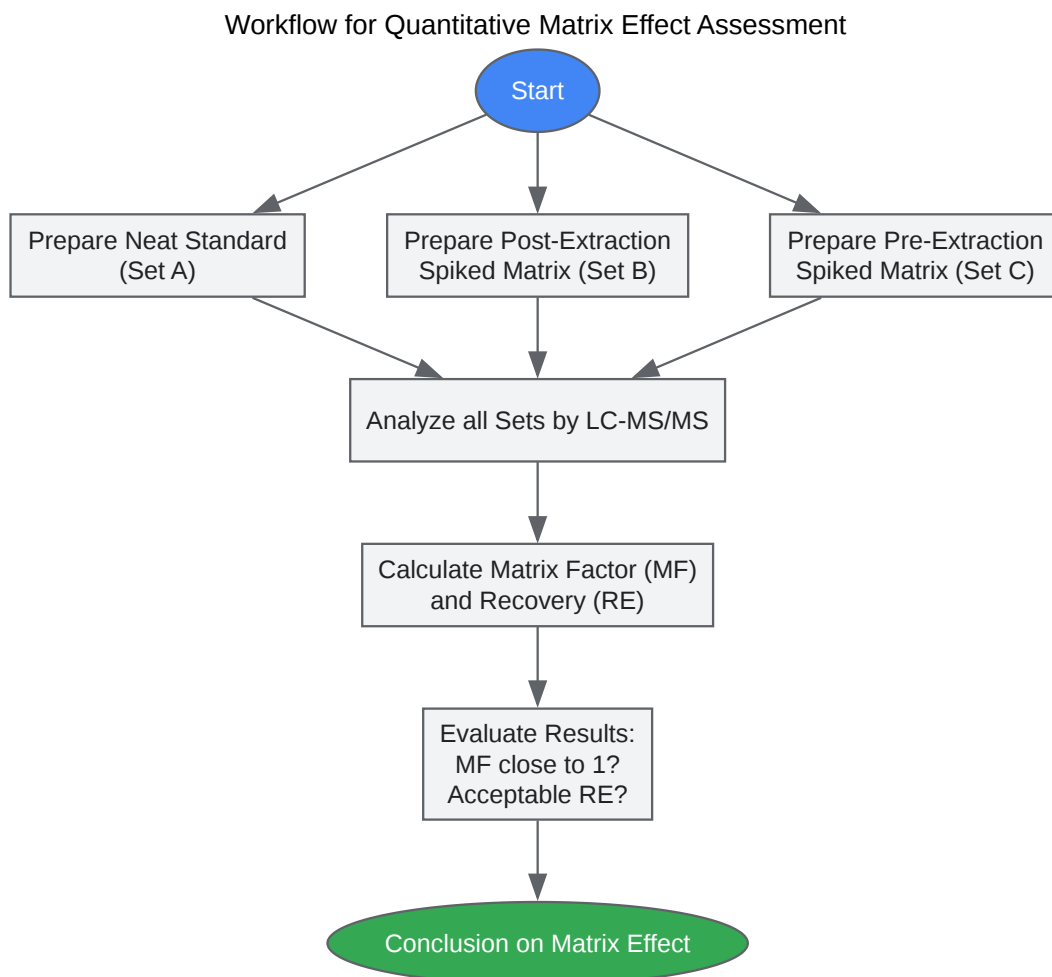 Workflow for Quantitative Matrix Effect Assessment
Start
Prepare Neat Standard
(Set A)
Prepare Post-Extraction
Spiked Matrix (Set B)
Prepare Pre-Extraction
Spiked Matrix (Set C)
Analyze all Sets by LC-MS/MS
Calculate Matrix Factor (MF)
and Recovery (RE)
Evaluate Results:
MF close to 1?
Acceptable RE?
Conclusion on Matrix Effect